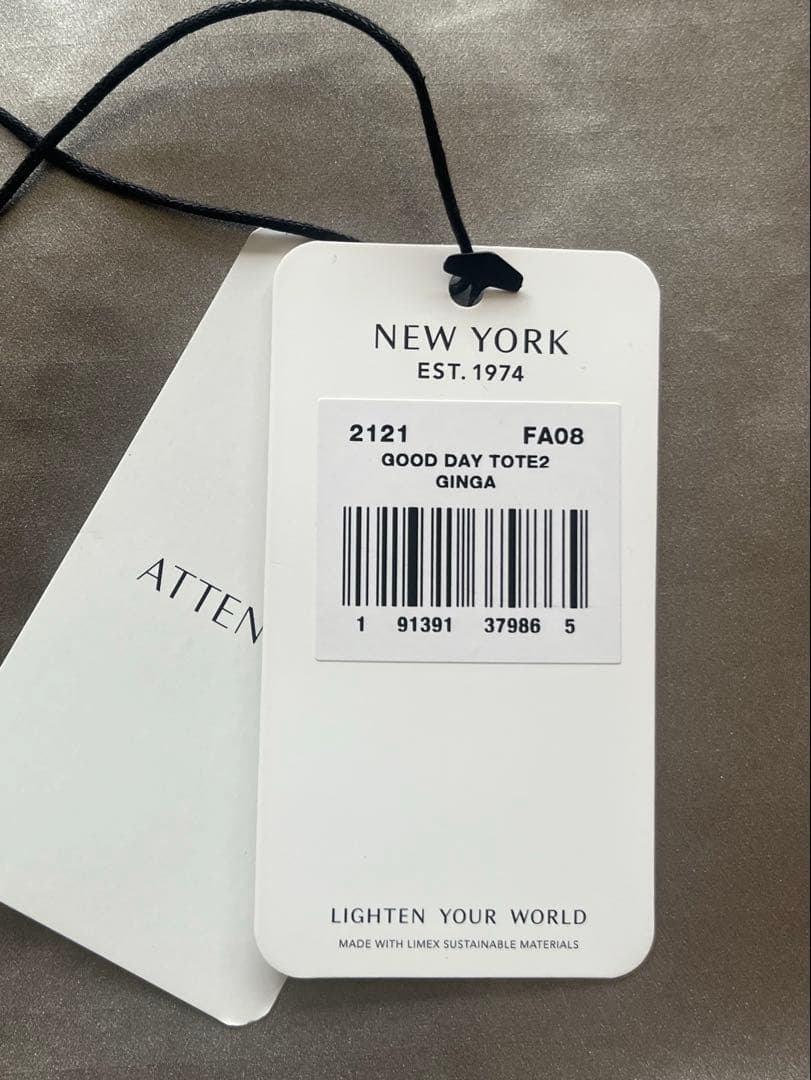 NEW YORK
EST. 1974
2121 FA08
GOOD DAY TOTE2
GINGA
1 91391 37986 5
ATTEN
LIGHTEN YOUR WORLD
MADE WITH LIMEX SUSTAINABLE MATERIALS